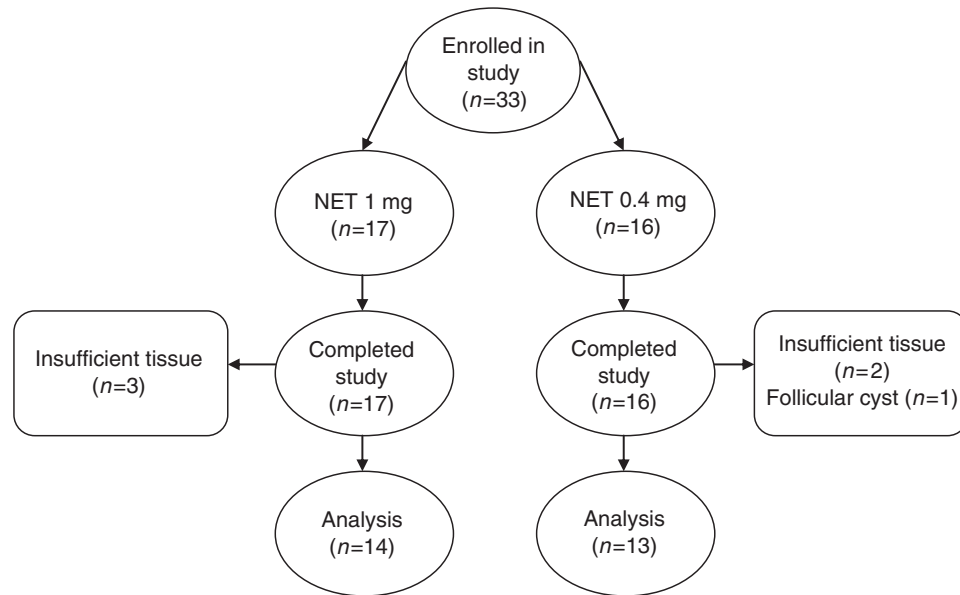 Enrolled in
study
(n=33)
NET 1 mg
(n=17)
NET 0.4 mg
(n=16)
Insufficient tissue
(n=3)
Completed
study
(n=17)
Completed
study
(n=16)
Insufficient tissue
(n=2)
Follicular cyst (n=1)
Analysis
(n=14)
Analysis
(n=13)